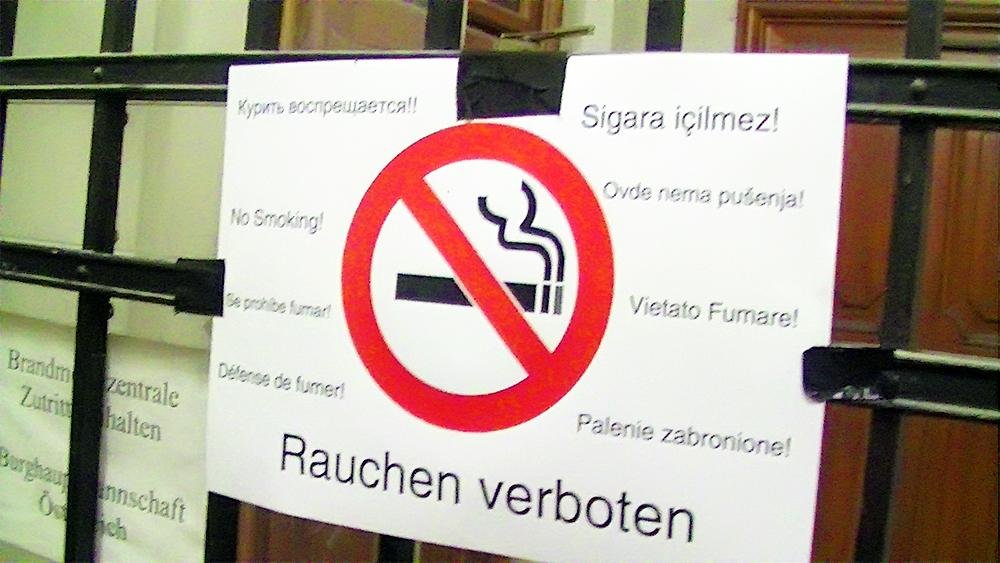 Курить воспрещается!!
Sigara içilmez!
Ovde nema pušenja!
No Smoking!
Se prohibe fumar!
Vietato Fumare!
Défense de fumer!
Palenie zabronione!
Rauchen verboten
zentrale